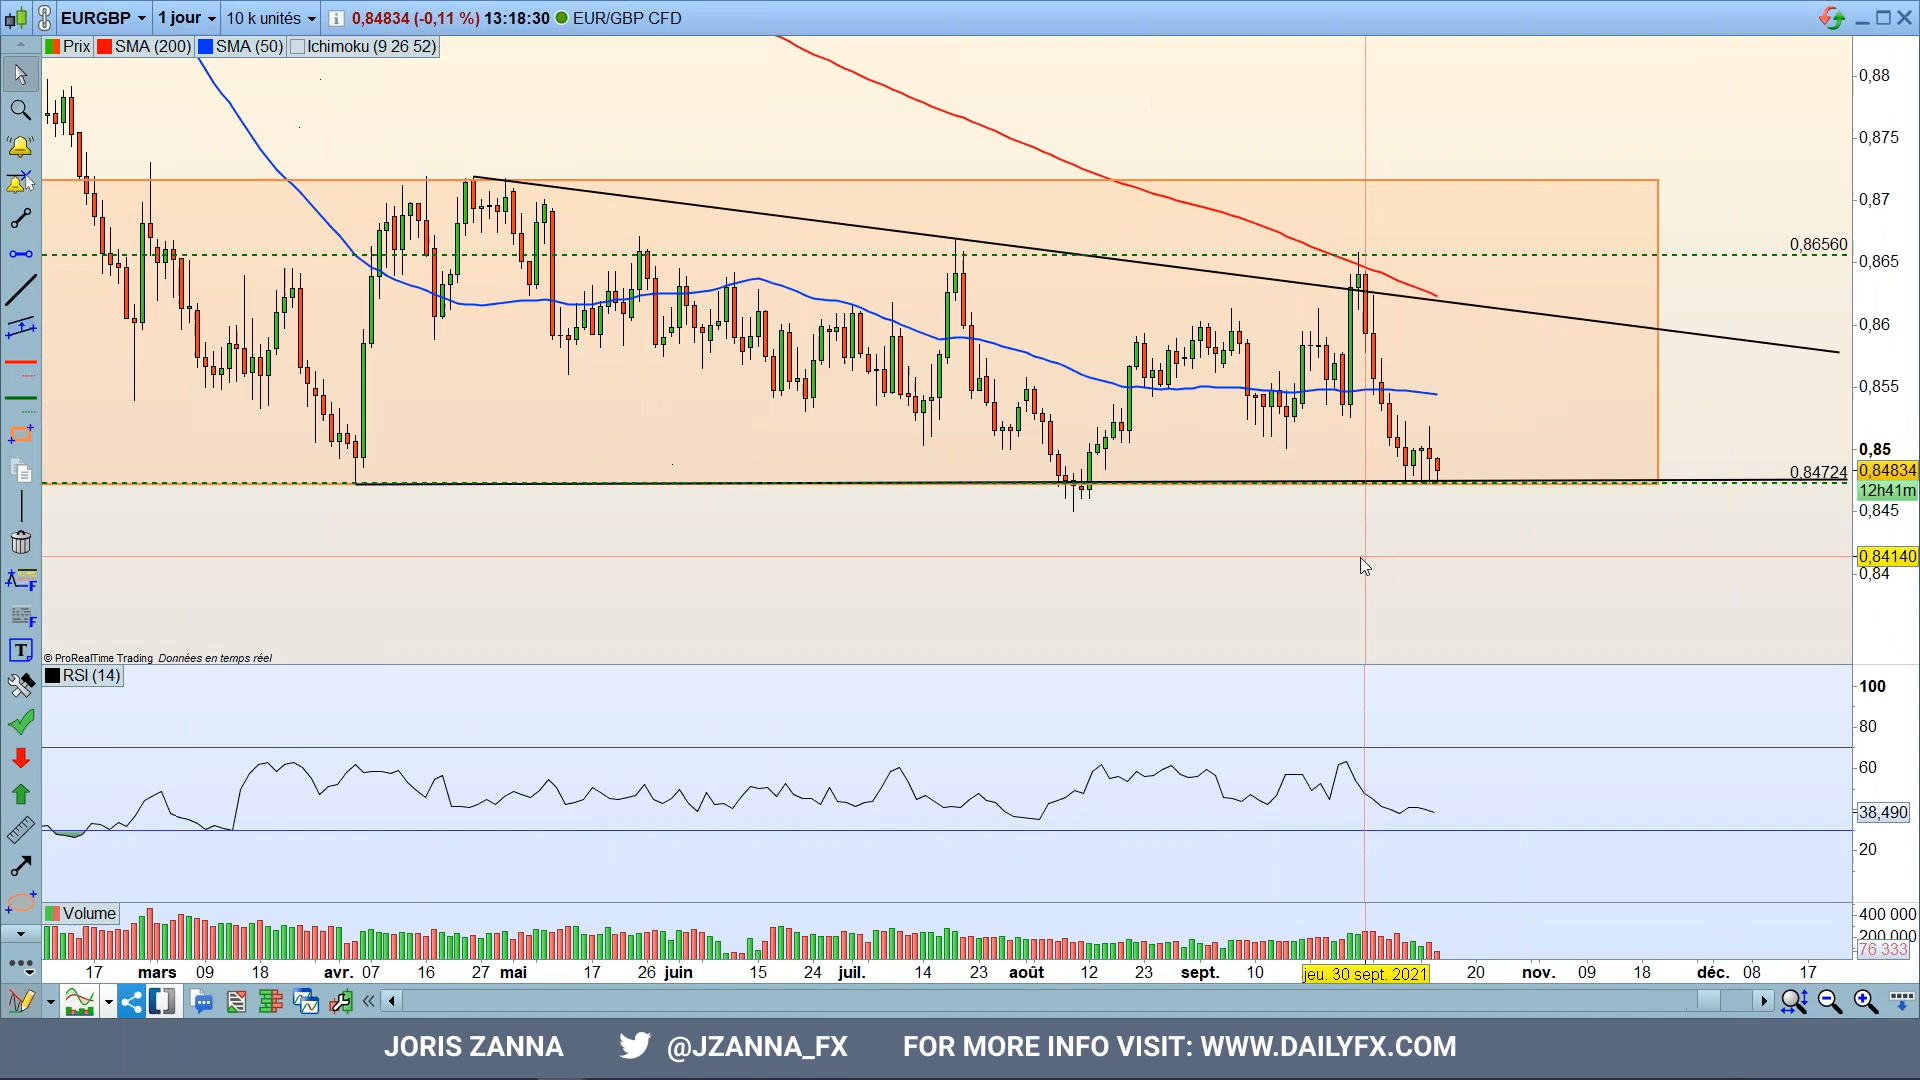 EURGBP 1 jour 10 k unités 0,84834 (-0,11 %) 13:18:30 EUR/GBP CFD
Prix SMA (200) SMA (50) Ichimoku (9 26 52)
0,88
0,875
0,87
0,86560
0,865
0,86
0,855
0,85
0,84724
0,84834
12h41m
0,845
0,84140
0,84
© ProRealTime Trading Données en temps réel
RSI (14)
100
80
60
38,490
20
Volume
400 000
200 000
76 333
17 mars 09 18 avr. 07 16 27 mai 17 26 juin 15 24 juil. 14 23 août 12 23 sept. 10 jeu. 30 sept. 2021 20 nov. 09 18 déc. 08 17
JORIS ZANNA @JZANNA_FX FOR MORE INFO VISIT: WWW.DAILYFX.COM